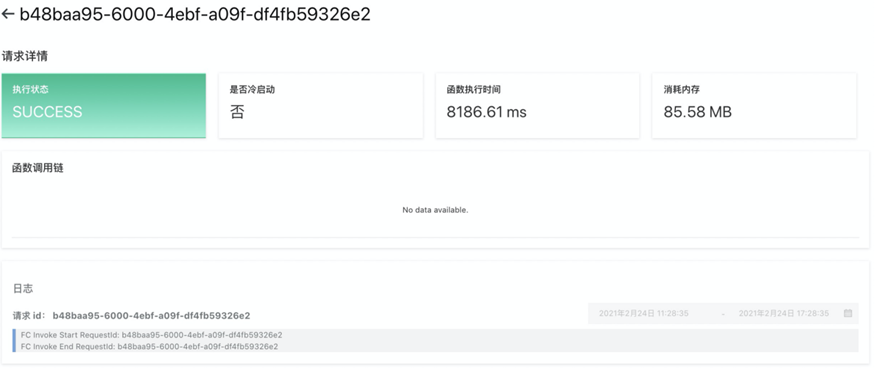 ← b48baa95-6000-4ebf-a09f-df4fb59326e2
请求详情
执行状态
SUCCESS
是否冷启动
否
函数执行时间
8186.61 ms
消耗内存
85.58 MB
函数调用链
No data available.
日志
请求 id： b48baa95-6000-4ebf-a09f-df4fb59326e2
2021年2月24日 11:28:35 - 2021年2月24日 17:28:35
FC Invoke Start RequestId: b48baa95-6000-4ebf-a09f-df4fb59326e2
FC Invoke End RequestId: b48baa95-6000-4ebf-a09f-df4fb59326e2